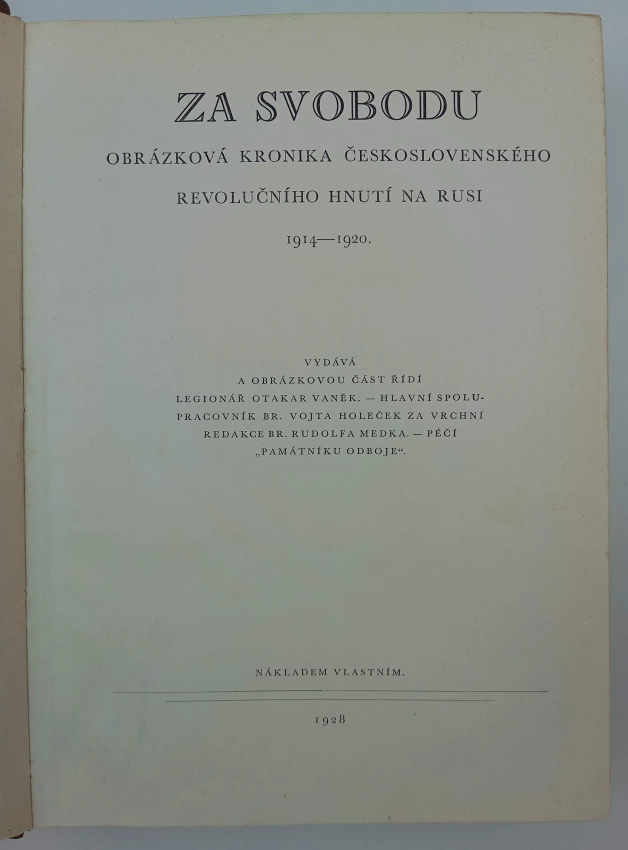 ZA SVOBODU
OBRÁZKOVÁ KRONIKA ČESKOSLOVENSKÉHO
REVOLUČNÍHO HNUTÍ NA RUSI
1914—1920.
VYDÁVÁ
A OBRÁZKOVOU ČÁST ŘÍDÍ
LEGIONÁŘ OTAKAR VANĚK. — HLAVNÍ SPOLU-
PRACOVNÍK BR. VOJTA HOLEČEK ZA VRCHNÍ
REDAKCE BR. RUDOLFA MEDKA. — PÉČÍ
„PAMÁTNÍKU ODBOJE“.
NÁKLADEM VLASTNÍM.
1928